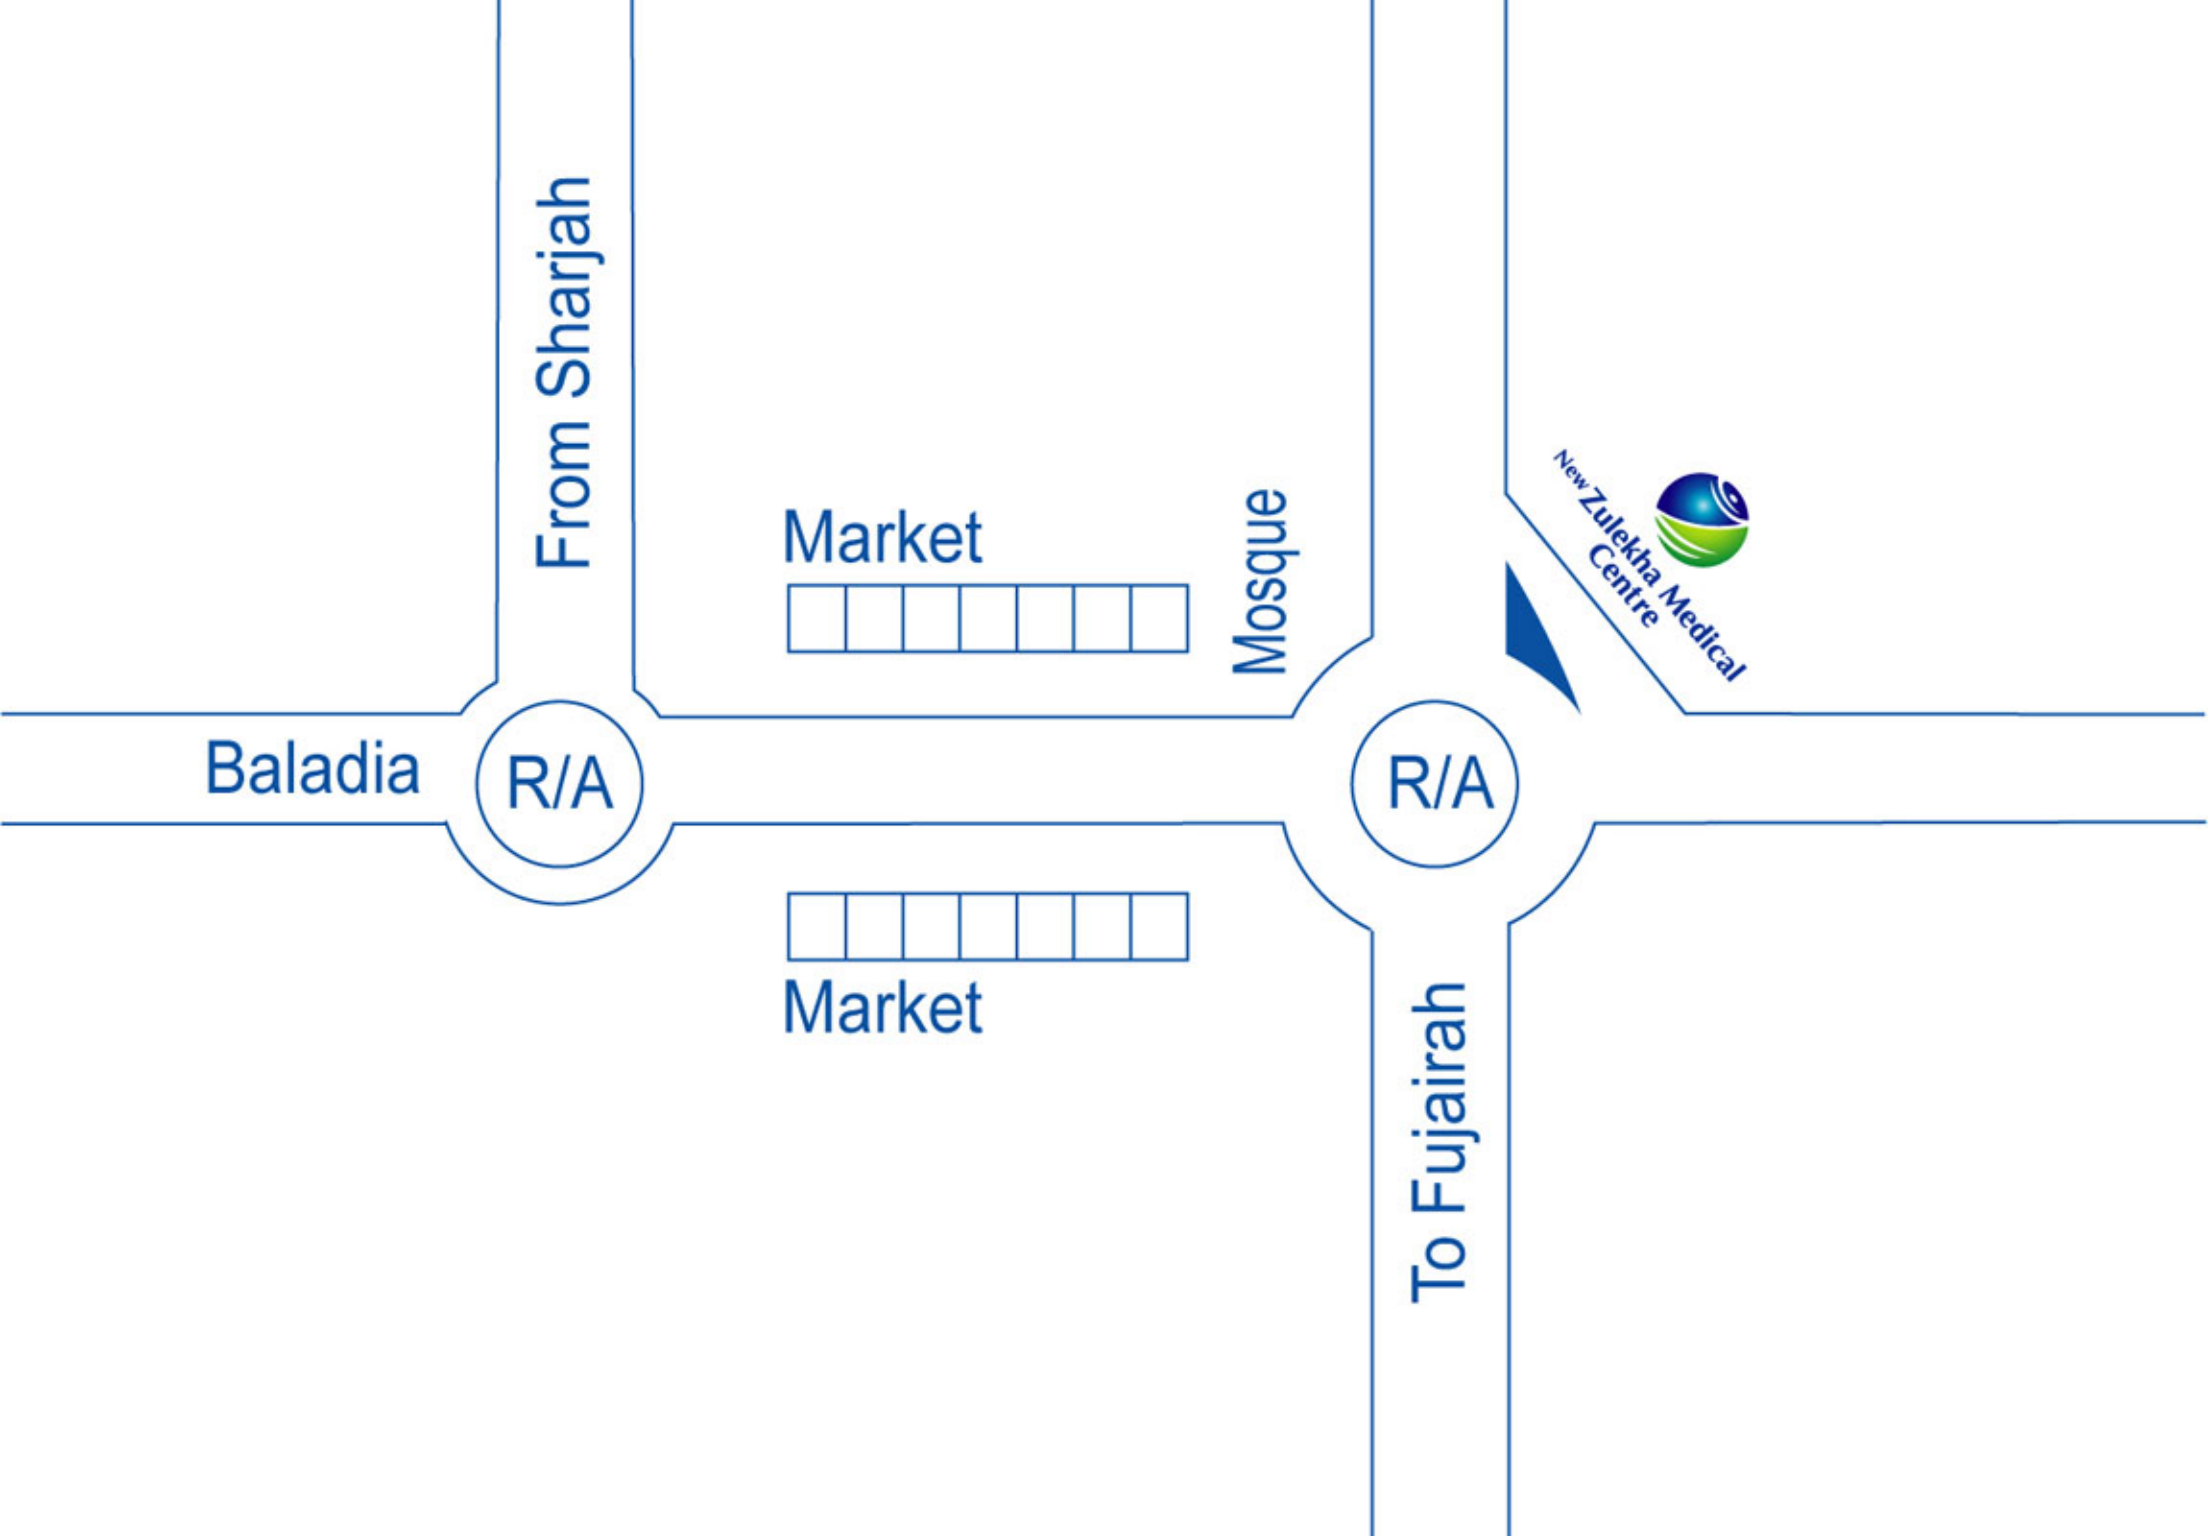 From Sharjah
Market
Mosque
New Zulekha Medical
Centre
Baladia
R/A
R/A
Market
To Fujairah